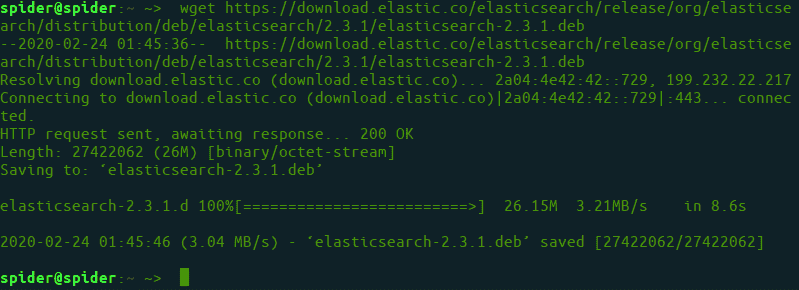 spider@spider:~ ~>  wget https://download.elastic.co/elasticsearch/release/org/elasticse
arch/distribution/deb/elasticsearch/2.3.1/elasticsearch-2.3.1.deb
--2020-02-24 01:45:36--  https://download.elastic.co/elasticsearch/release/org/elasticse
arch/distribution/deb/elasticsearch/2.3.1/elasticsearch-2.3.1.deb
Resolving download.elastic.co (download.elastic.co)... 2a04:4e42:42::729, 199.232.22.217
Connecting to download.elastic.co (download.elastic.co)|2a04:4e42:42::729|:443... connec
ted.
HTTP request sent, awaiting response... 200 OK
Length: 27422062 (26M) [binary/octet-stream]
Saving to: ‘elasticsearch-2.3.1.deb’
elasticsearch-2.3.1.d 100%[=========================>]  26.15M  3.21MB/s    in 8.6s
2020-02-24 01:45:46 (3.04 MB/s) - ‘elasticsearch-2.3.1.deb’ saved [27422062/27422062]
spider@spider:~ ~>